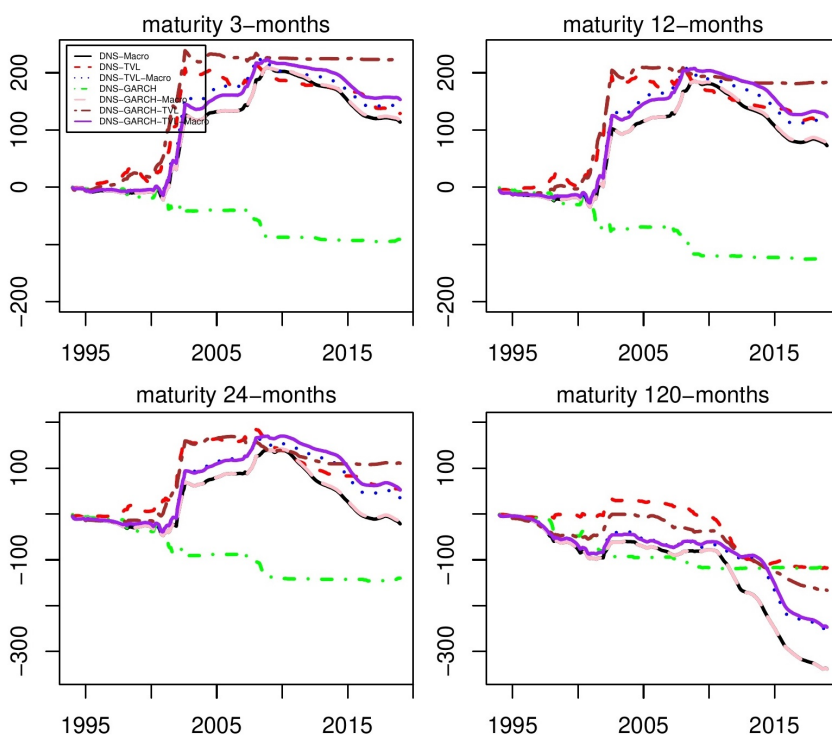 maturity 3−months
200
100
0
−200
1995
2005
2015
DNS−Macro
DNS−TVL
DNS−TVL−Macro
DNS−GARCH
DNS−GARCH−Macro
DNS−GARCH−TVL
DNS−GARCH−TVL−Macro
maturity 12−months
200
100
0
−200
1995
2005
2015
maturity 24−months
100
−100
−300
1995
2005
2015
maturity 120−months
100
−100
−300
1995
2005
2015